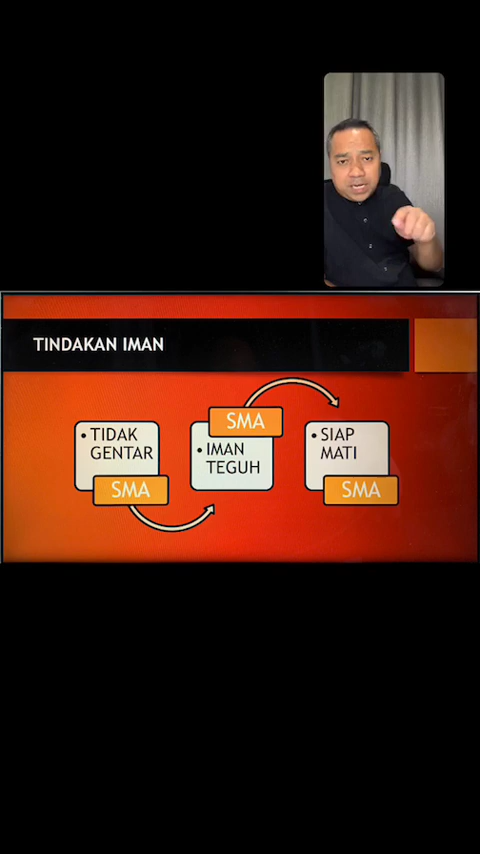 TINDAKAN IMAN
• TIDAK
GENTAR
SMA
SMA
• IMAN
TEGUH
• SIAP
MATI
SMA